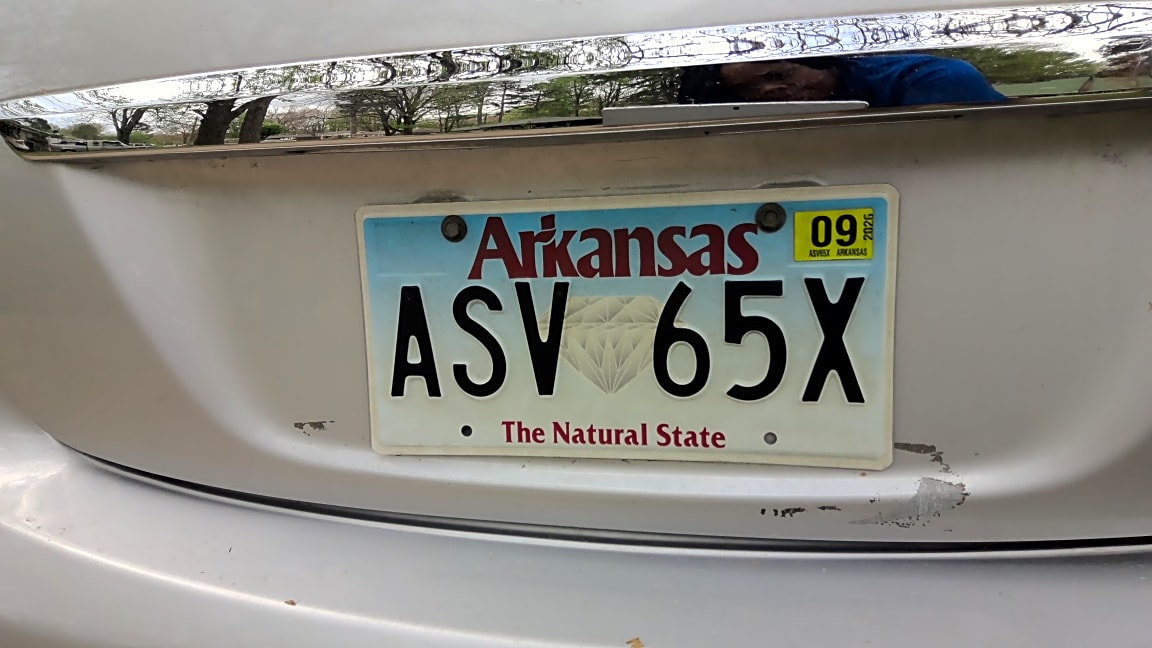 Arkansas
09 2026
ASV65X ARKANSAS
ASV 65X
The Natural State